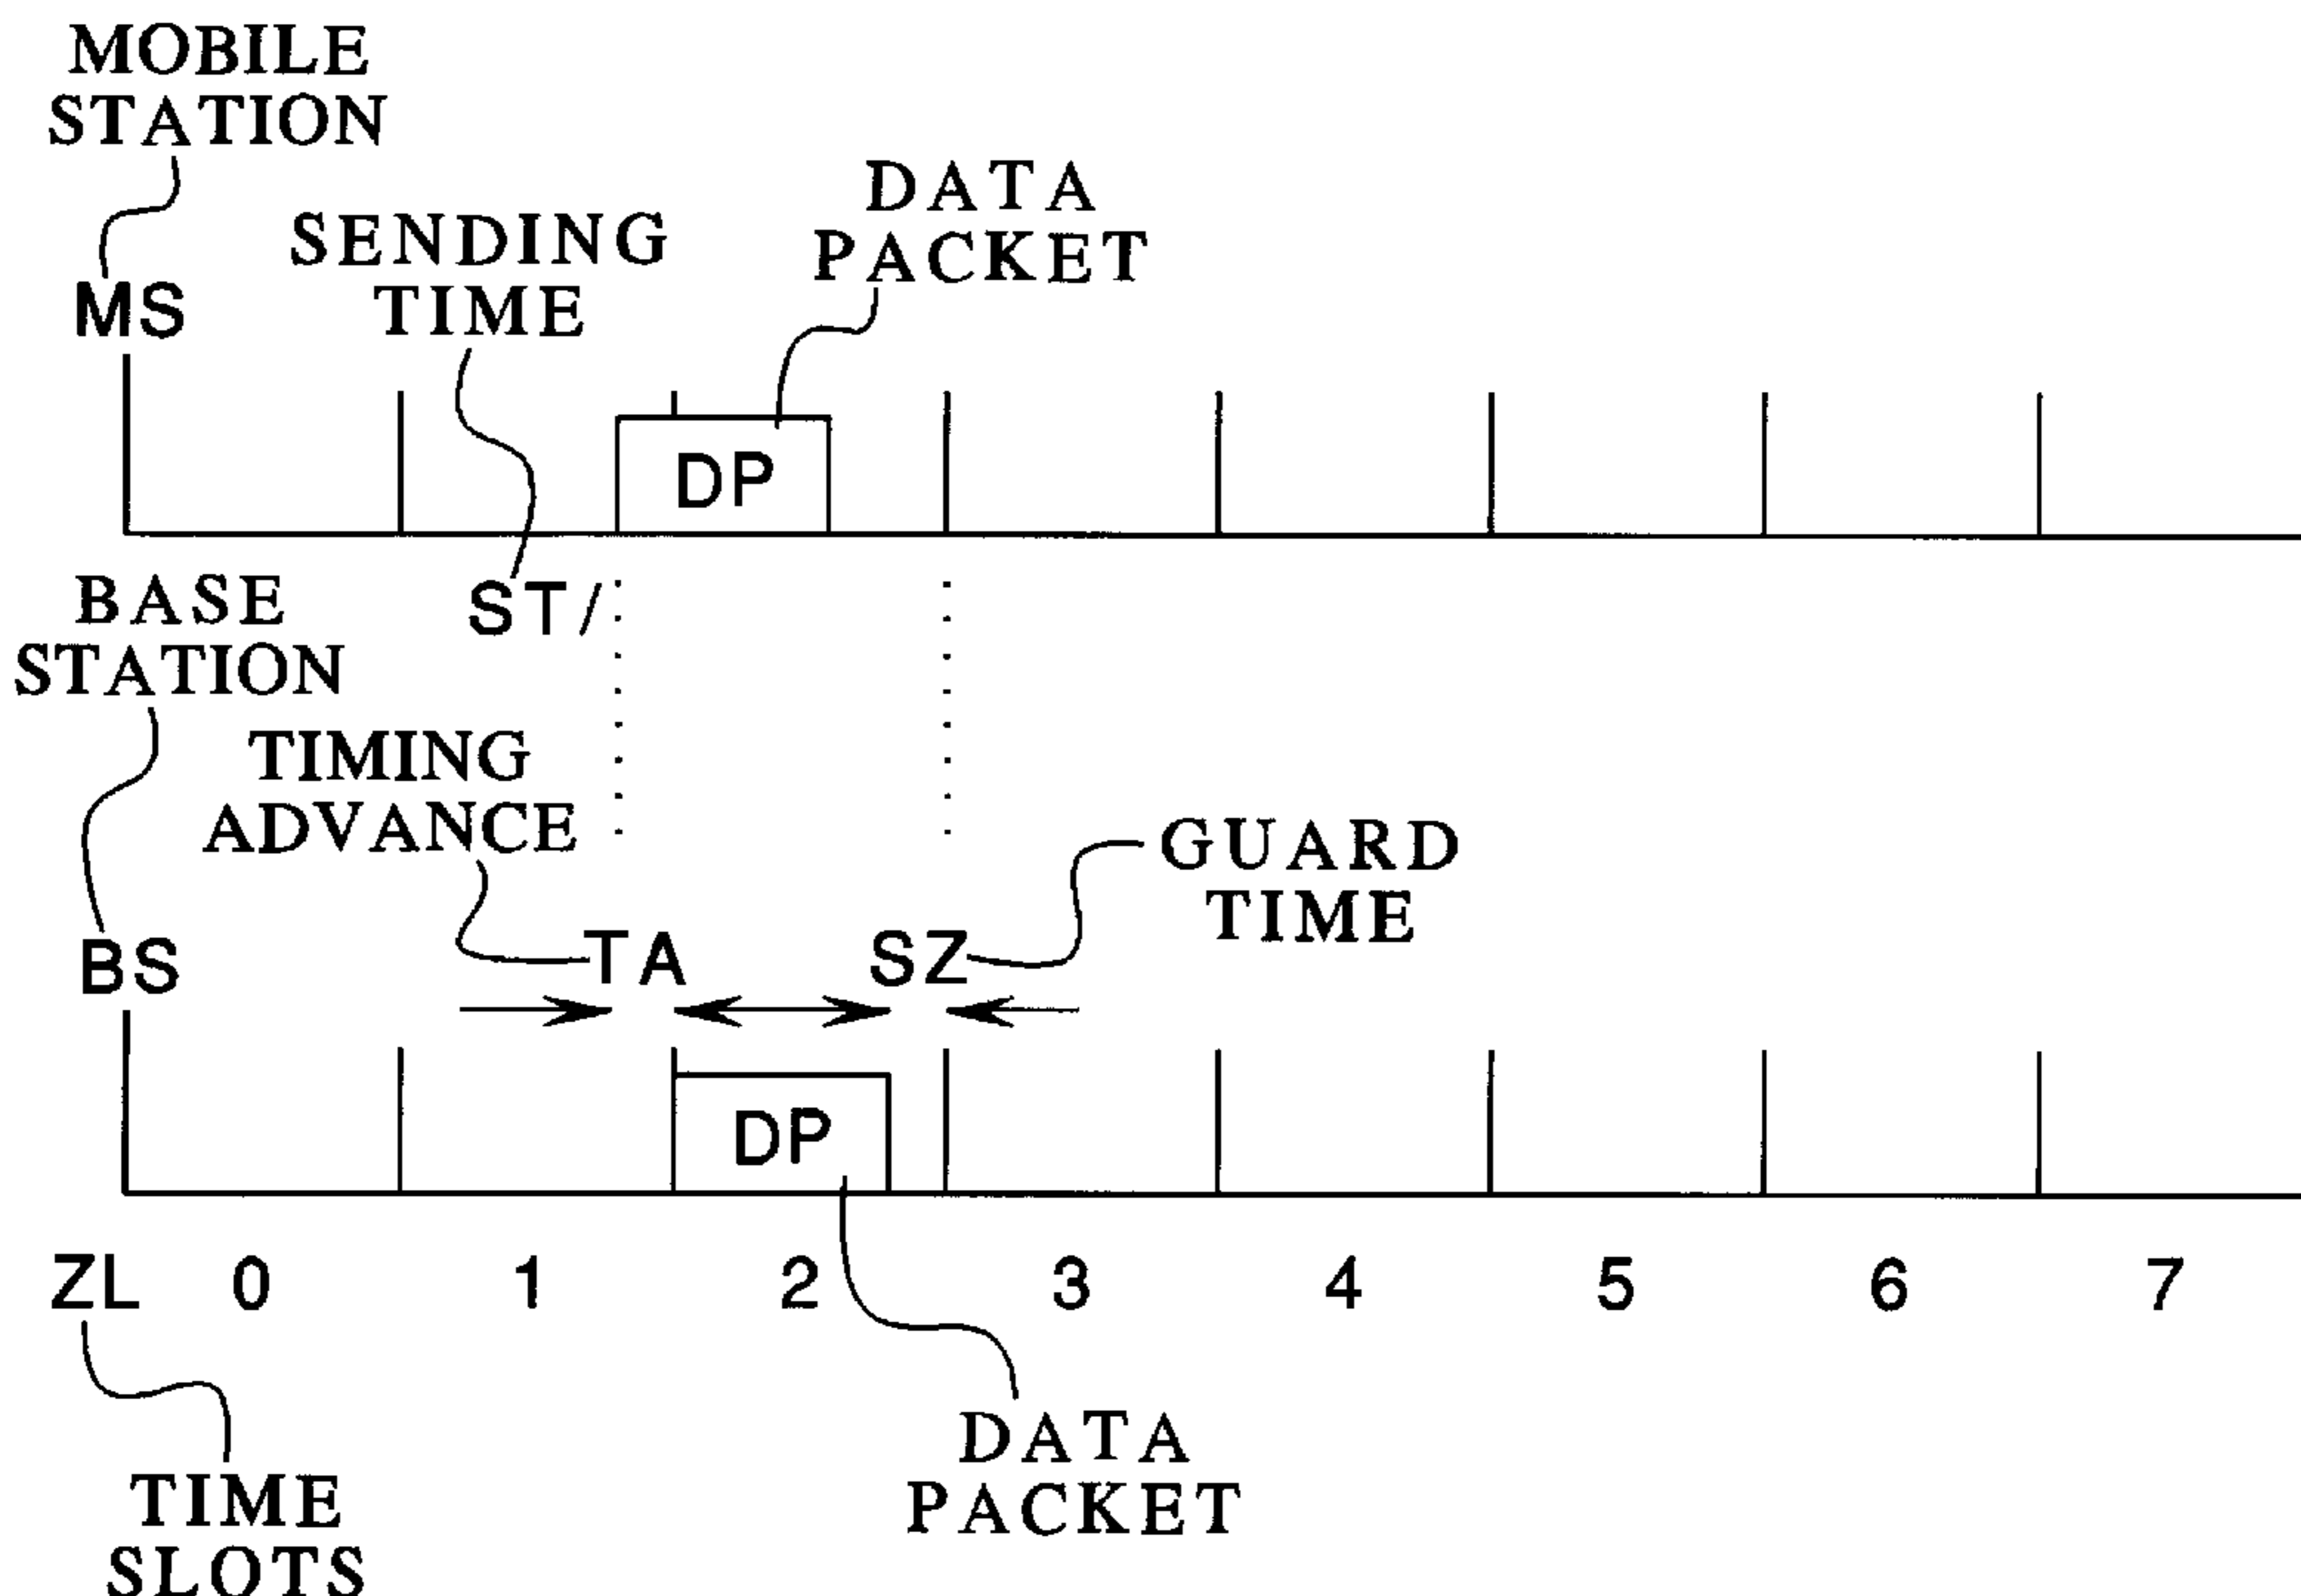 MOBILE
STATION
MS
SENDING
TIME
DATA
PACKET
DP
ST/
BASE
STATION
TIMING
ADVANCE
GUARD
TIME
BS
TA
SZ
DP
ZL 0 1 2 3 4 5 6 7
DATA
PACKET
TIME
SLOTS